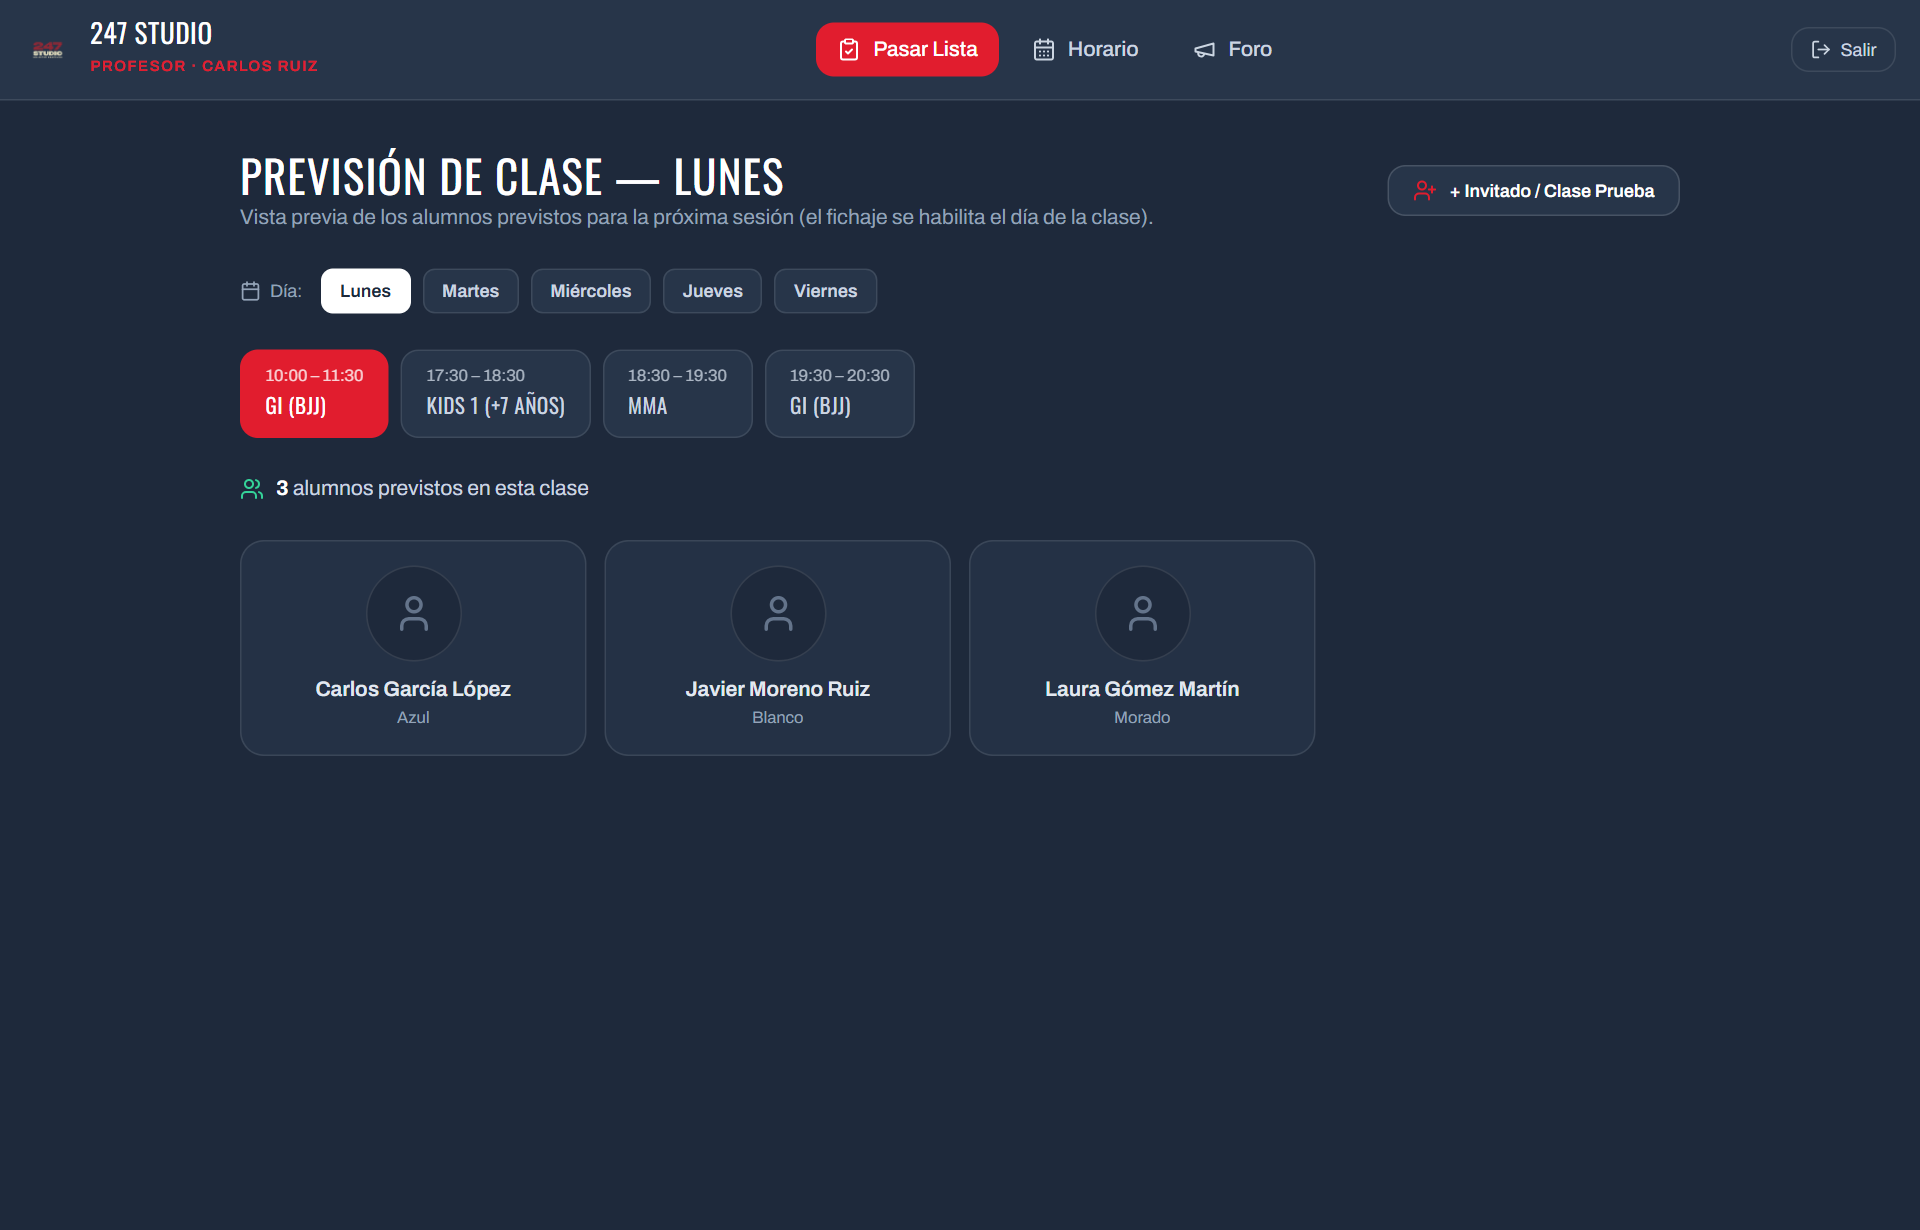 247 STUDIO
247 STUDIO
PROFESOR · CARLOS RUIZ
Pasar Lista
Horario
Foro
Salir
PREVISIÓN DE CLASE — LUNES
Vista previa de los alumnos previstos para la próxima sesión (el fichaje se habilita el día de la clase).
+ Invitado / Clase Prueba
Día:
Lunes
Martes
Miércoles
Jueves
Viernes
10:00 – 11:30
GI (BJJ)
17:30 – 18:30
KIDS 1 (+7 AÑOS)
18:30 – 19:30
MMA
19:30 – 20:30
GI (BJJ)
3 alumnos previstos en esta clase
Carlos García López
Azul
Javier Moreno Ruiz
Blanco
Laura Gómez Martín
Morado